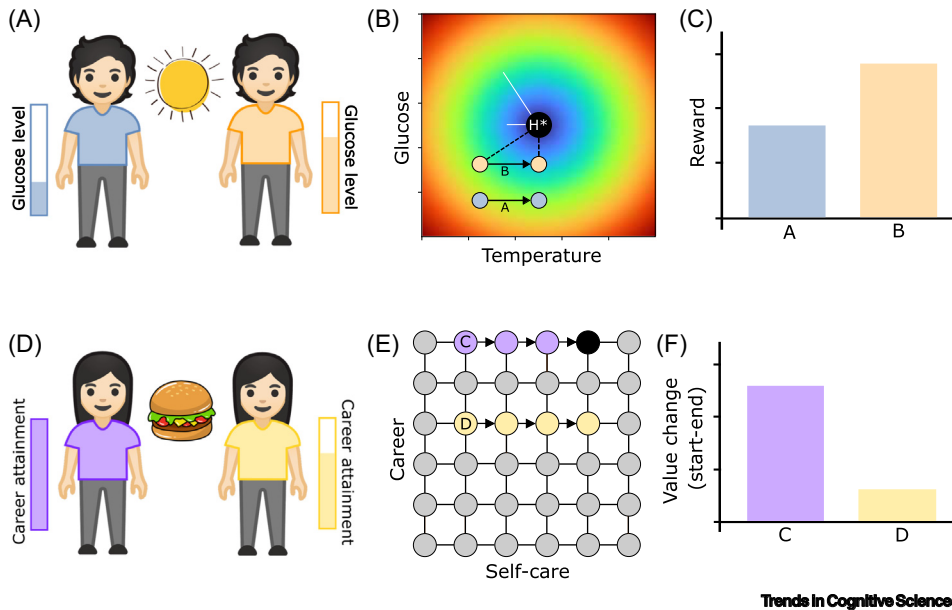 (A)
Glucose level
Glucose level
(B)
Glucose
H*
B
A
Temperature
(C)
Reward
A
B
(D)
Career attainment
Career attainment
(E)
Career
C
D
Self-care
(F)
Value change
(start-end)
C
D
Trends in Cognitive Sciences